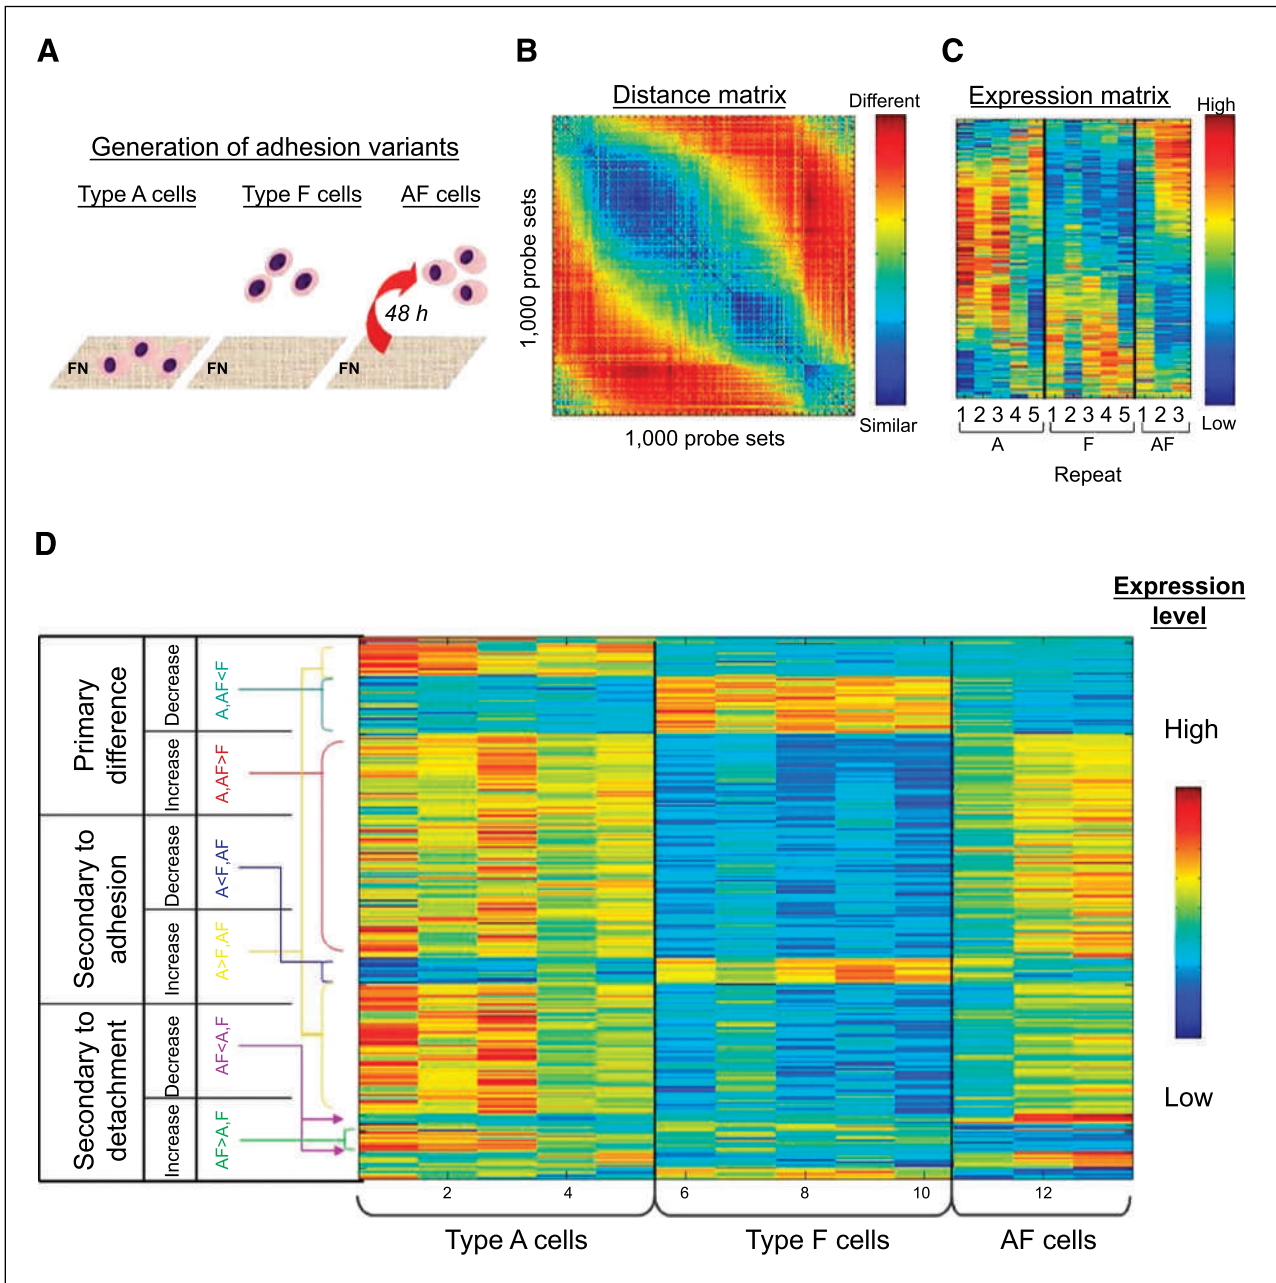 A
Generation of adhesion variants
Type A cells
Type F cells
AF cells
48 h
FN
FN
FN
B
Distance matrix
Different
1,000 probe sets
1,000 probe sets
Similar
C
Expression matrix
High
1 2 3 4 5 1 2 3 4 5 1 2 3
Low
A
F
AF
Repeat
D
Expression
level
High
Low
Primary
difference
Decrease
A,AF<F
Increase
A,AF>F
Secondary to
adhesion
Decrease
A<F,AF
Increase
A>F,AF
Secondary to
detachment
Decrease
AF<A,F
Increase
AF>A,F
2 4 6 8 10 12
Type A cells
Type F cells
AF cells